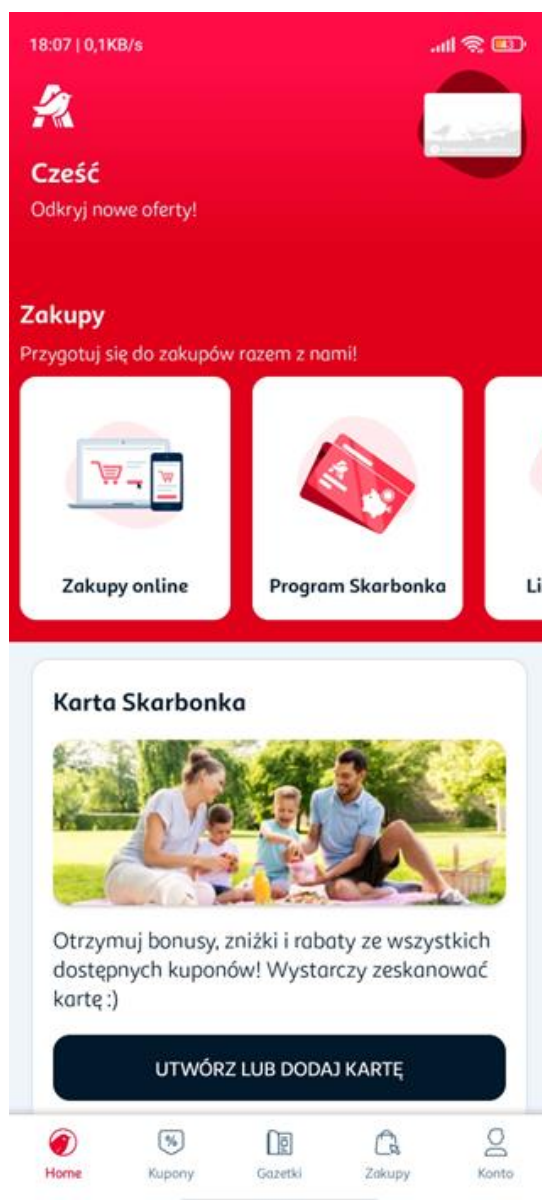 18:07 | 0,1KB/s
43
Cześć
Odkryj nowe oferty!
Zakupy
Przygotuj się do zakupów razem z nami!
Zakupy online
Program Skarbonka
Li
Karta Skarbonka
Otrzymuj bonusy, zniżki i rabaty ze wszystkich
dostępnych kuponów! Wystarczy zeskanować
kartę :)
UTWÓRZ LUB DODAJ KARTĘ
Home
Kupony
Gazetki
Zakupy
Konto